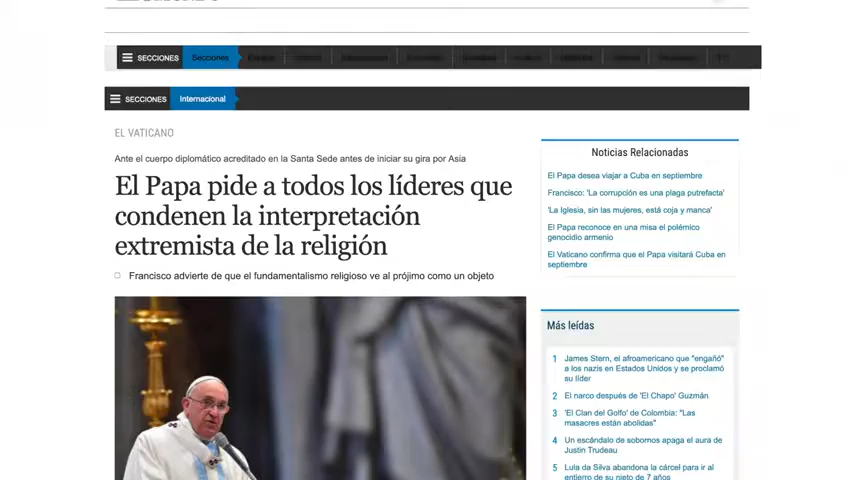 SECCIONES Secciones
SECCIONES Internacional
EL VATICANO
Ante el cuerpo diplomático acreditado en la Santa Sede antes de iniciar su gira por Asia
El Papa pide a todos los líderes que
condenen la interpretación
extremista de la religión
Francisco advierte de que el fundamentalismo religioso ve al prójimo como un objeto
Noticias Relacionadas
El Papa desea viajar a Cuba en septiembre
Francisco: 'La corrupción es una plaga putrefacta'
'La Iglesia, sin las mujeres, está coja y manca'
El Papa reconoce en una misa el polémico
genocidio armenio
El Vaticano confirma que el Papa visitará Cuba en
septiembre
Más leídas
1 James Stern, el afroamericano que "engañó"
a los nazis en Estados Unidos y se proclamó
su líder
2 El narco después de 'El Chapo' Guzmán
3 'El Clan del Golfo' de Colombia: "Las
masacres están abolidas"
4 Un escándalo de sobornos apaga el aura de
Justin Trudeau
5 Lula da Silva abandona la cárcel para ir al
entierro de su nieto de 7 años